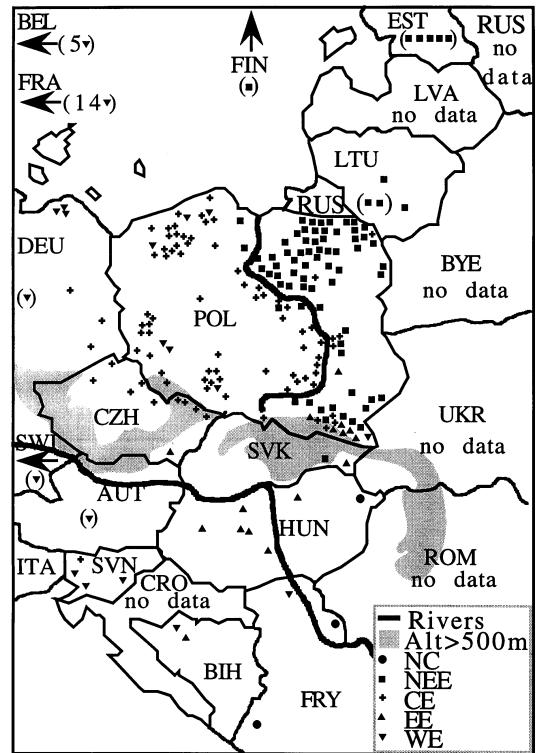 BEL
(5▼)
FRA
(14▼)
FIN
(■)
EST
(■■■■■)
RUS
no
data
LVA
no data
LTU
(■■)
RUS
DEU
(▼)
BYE
no data
POL
CZH
UKR
no data
SWI
(▼)
SVK
AUT
(▼)
HUN
ROM
no data
ITA
SVN
CRO
no data
BIH
FRY
Rivers
Alt>500m
NC
NEE
CE
EE
WE